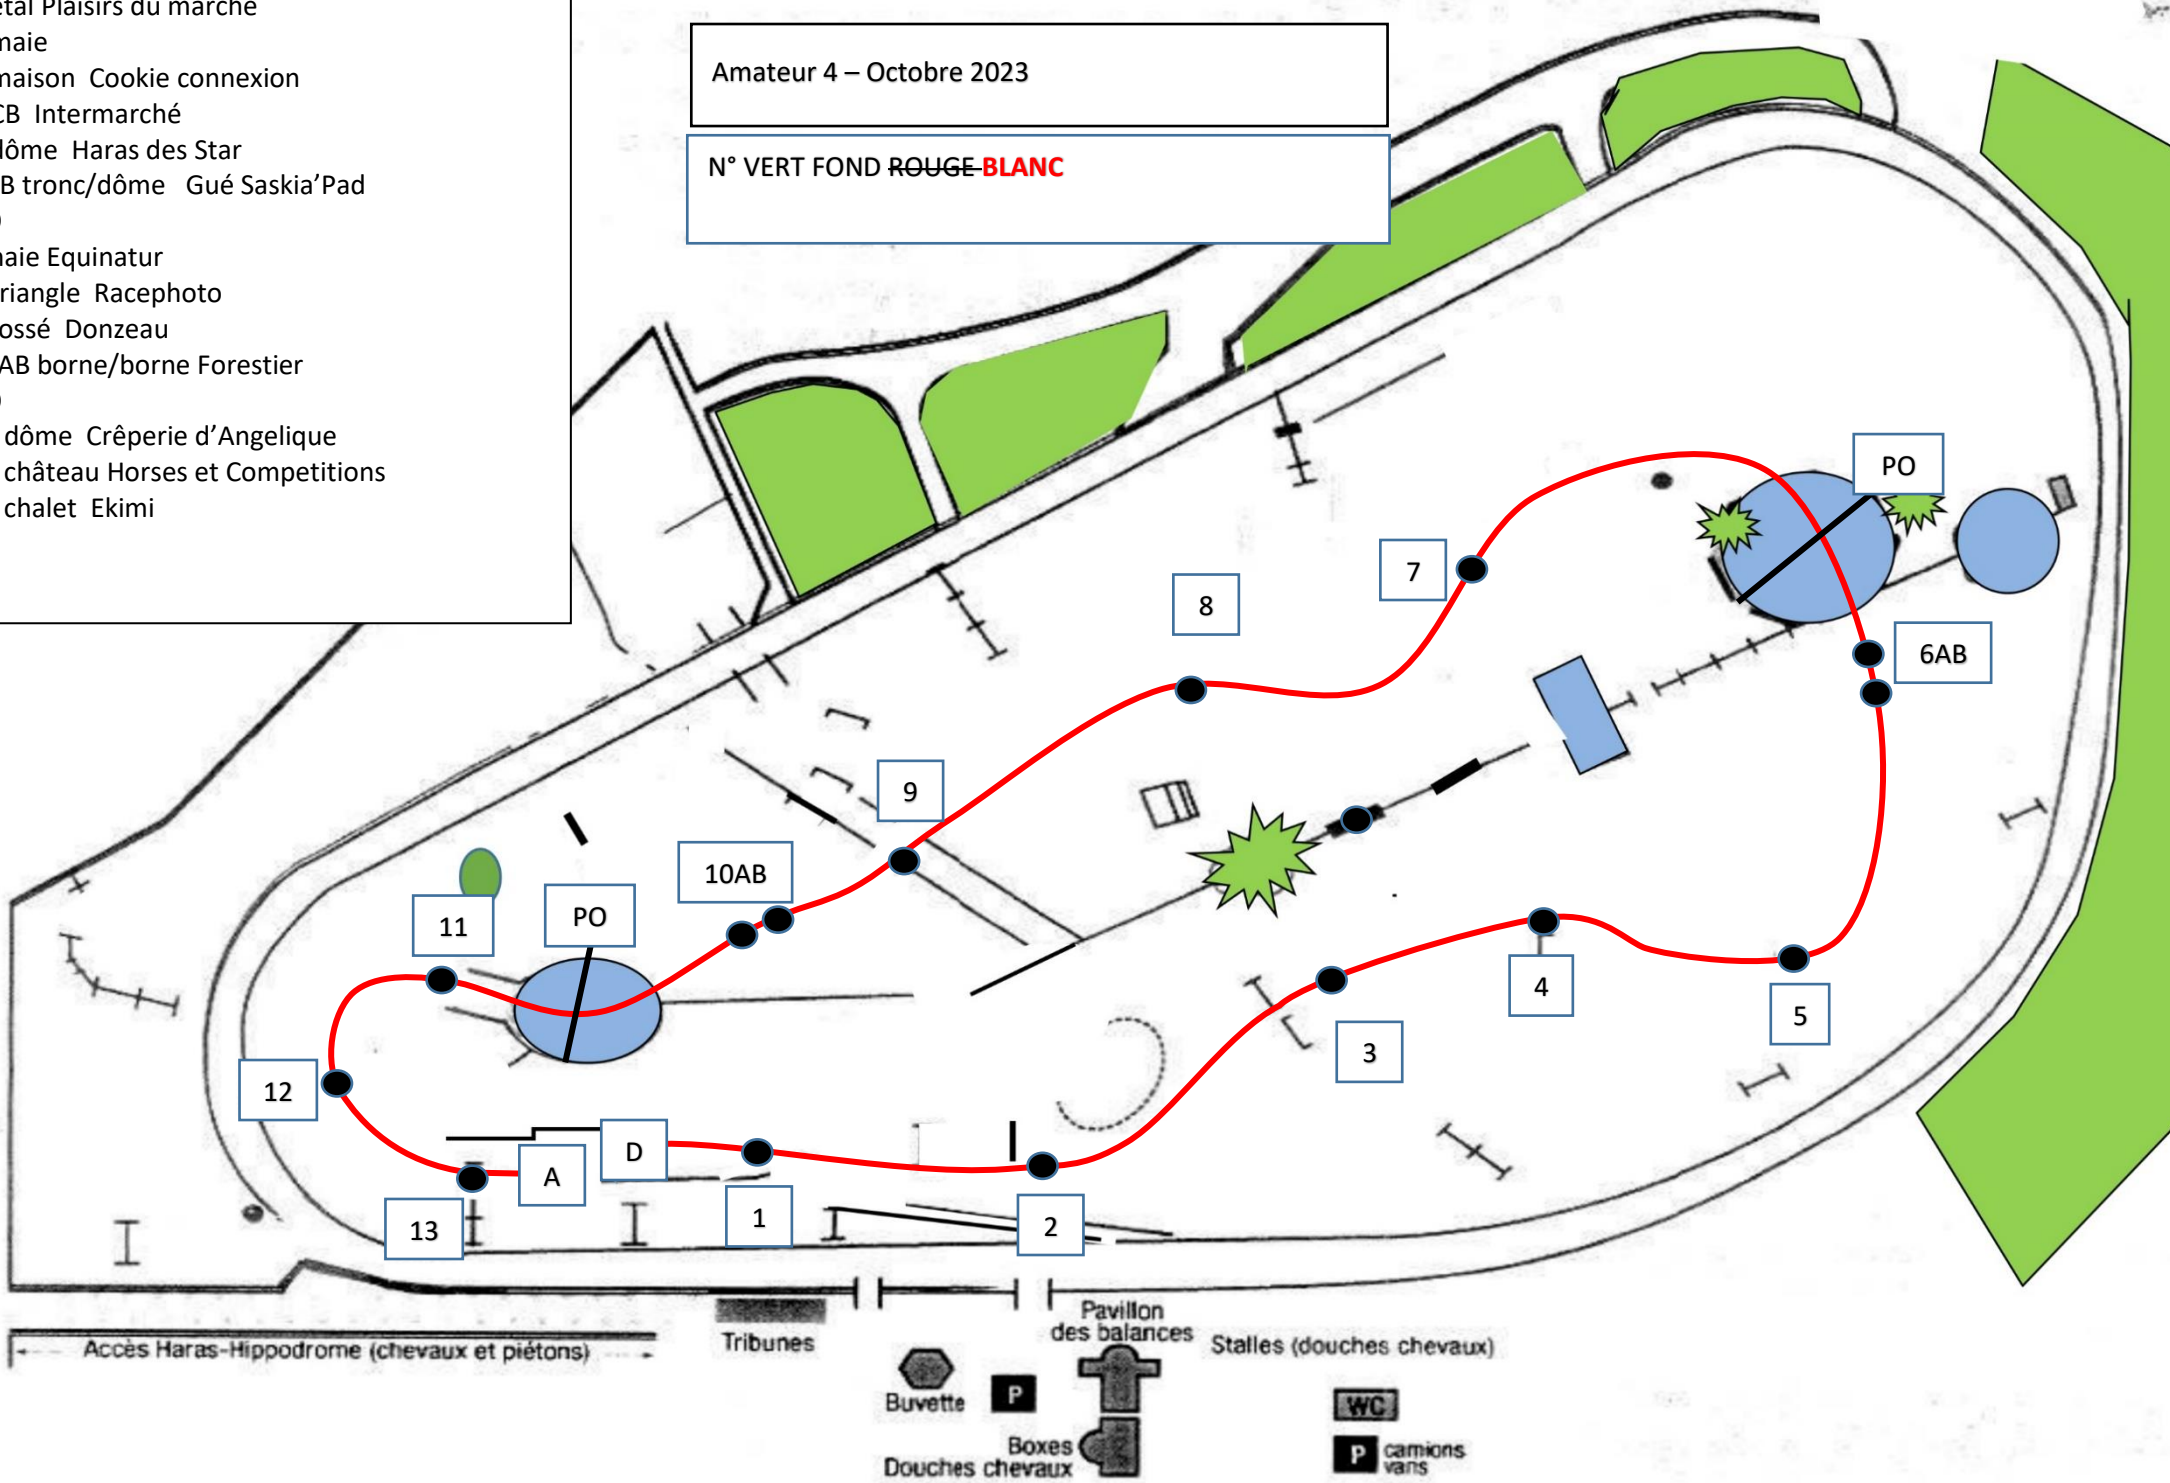 étal Plaisirs du marché
maie
maison Cookie connexion
CB Intermarché
dôme Haras des Star
B tronc/dôme Gué Saskia'Pad
haie Equinatur
riangle Racephoto
ossé Donzeau
AB borne/borne Forestier
dôme Crêperie d'Angelique
château Horses et Competitions
chalet Ekimi
Amateur 4 – Octobre 2023
N° VERT FOND ROUGE BLANC
PO
7
8
6AB
9
10AB
11
PO
4
5
3
12
D
A
13
1
2
Accès Haras-Hippodrome (chevaux et piétons)
Tribunes
Pavillon
des balances
Stalles (douches chevaux)
Buvette
P
WC
Boxes
Douches chevaux
P camions
vans